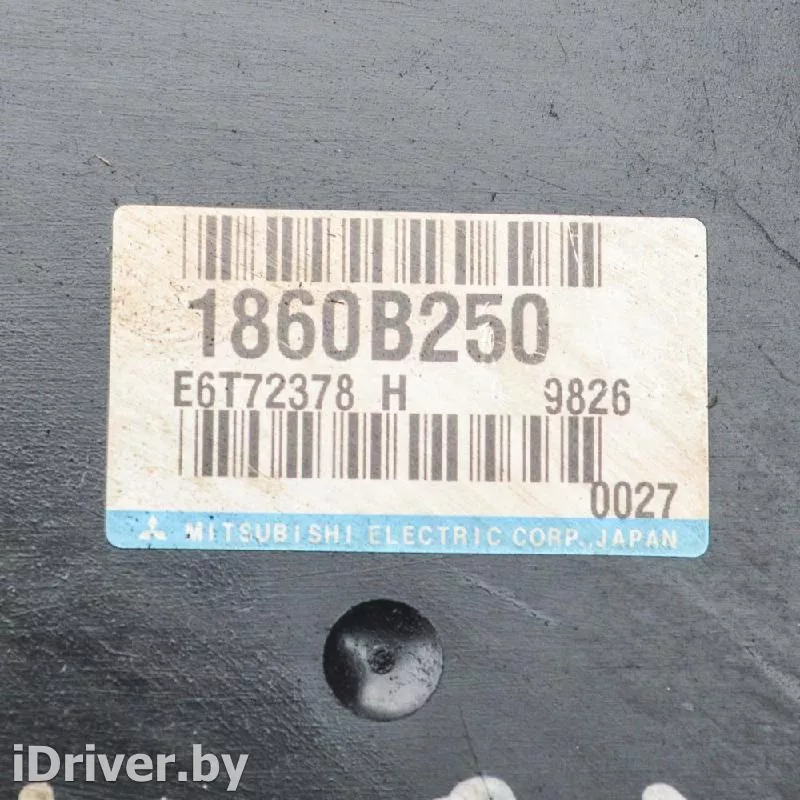 1860B250
E6T72378 H 9826
0027
MITSUBISHI ELECTRIC CORP., JAPAN
iDriver.by